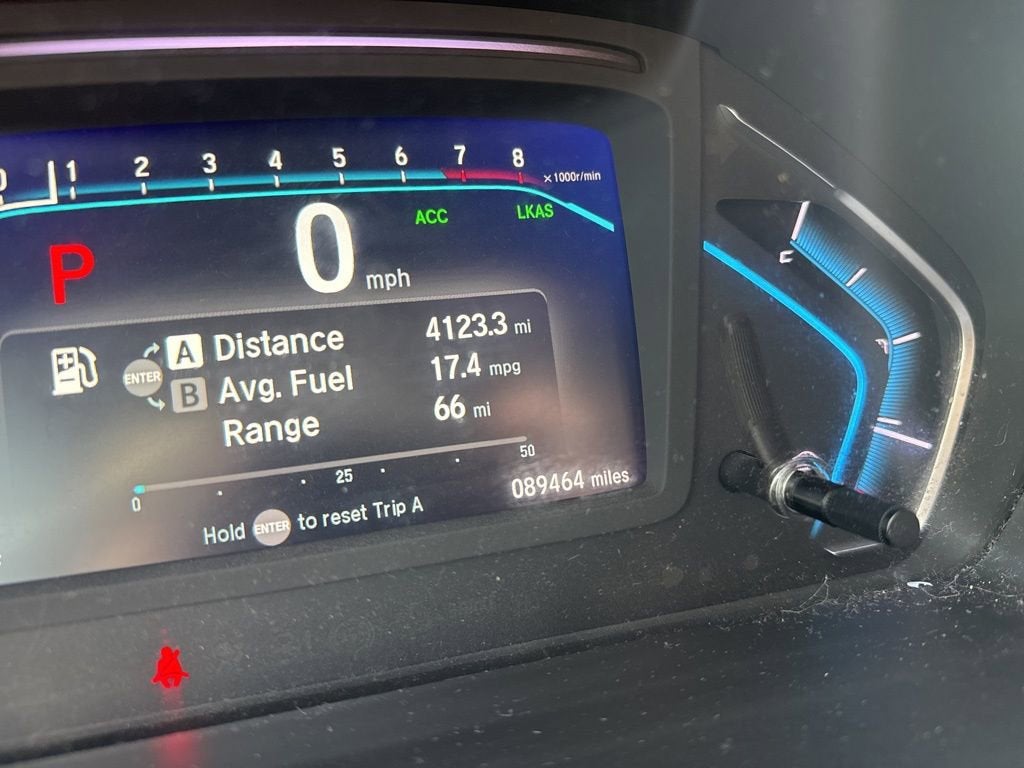 0 1 2 3 4 5 6 7 8 ×1000r/min
ACC LKAS
P 0 mph
A Distance 4123.3 mi
ENTER B Avg. Fuel 17.4 mpg
Range 66 mi
0 25 50
089464 miles
Hold ENTER to reset Trip A
F